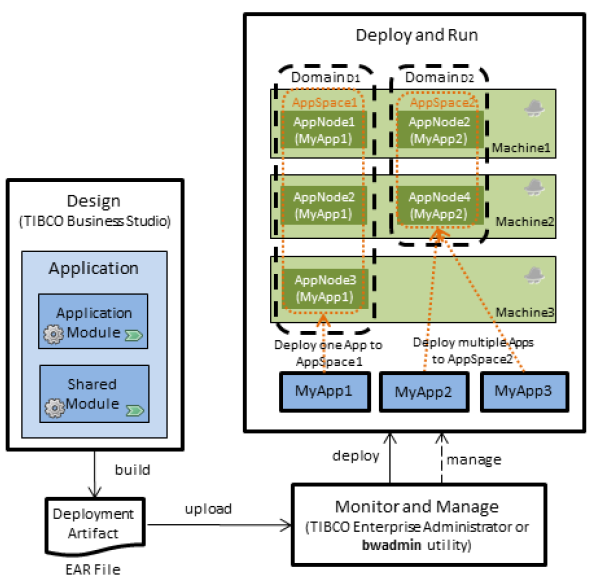 Deploy and Run
Domain D1
Domain D2
AppSpace1
AppSpace2
AppNode1
(MyApp1)
AppNode2
(MyApp2)
Machine1
AppNode2
(MyApp1)
AppNode4
(MyApp2)
Machine2
AppNode3
(MyApp1)
Machine3
Deploy one App to
AppSpace1
Deploy multiple Apps
to AppSpace2
MyApp1
MyApp2
MyApp3
Design
(TIBCO Business Studio)
Application
Application
Module
Shared
Module
build
deploy
manage
Deployment
Artifact
EAR File
upload
Monitor and Manage
(TIBCO Enterprise Administrator or
bwadmin utility)